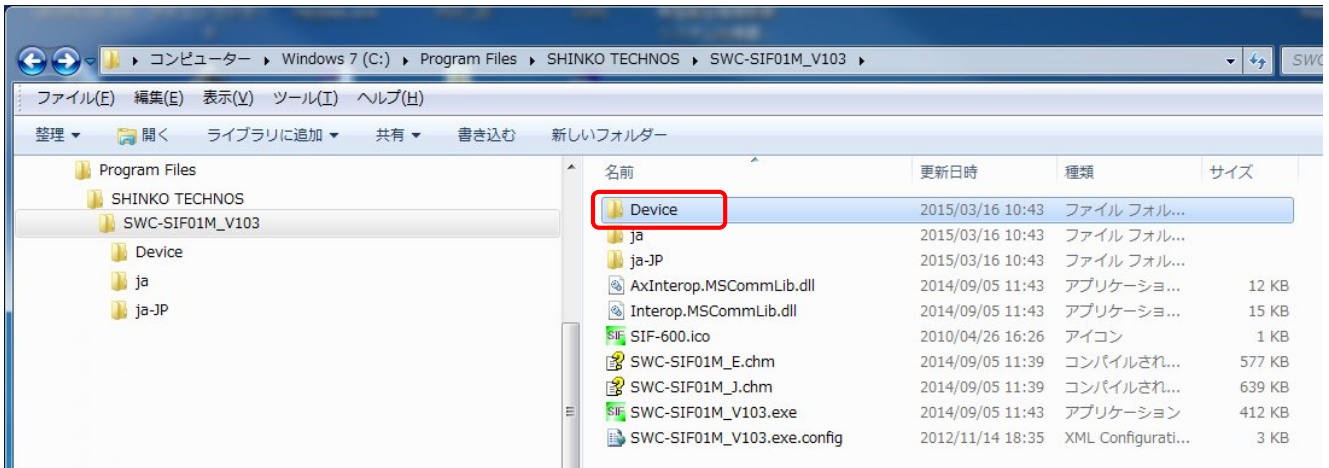 コンピューター ▸ Windows 7 (C:) ▸ Program Files ▸ SHINKO TECHNOS ▸ SWC-SIF01M_V103 ▸
SWC
ファイル(F) 編集(E) 表示(V) ツール(T) ヘルプ(H)
整理 ▼ 開く ライブラリに追加 ▼ 共有 ▼ 書き込む 新しいフォルダー
Program Files
SHINKO TECHNOS
SWC-SIF01M_V103
Device
ja
ja-JP
名前 更新日時 種類 サイズ
Device 2015/03/16 10:43 ファイル フォル...
ja 2015/03/16 10:43 ファイル フォル...
ja-JP 2015/03/16 10:43 ファイル フォル...
AxInterop.MSCommLib.dll 2014/09/05 11:43 アプリケーショ... 12 KB
Interop.MSCommLib.dll 2014/09/05 11:43 アプリケーショ... 15 KB
SIF SIF-600.ico 2010/04/26 16:26 アイコン 1 KB
SWC-SIF01M_E.chm 2014/09/05 11:39 コンパイルされ... 577 KB
SWC-SIF01M_J.chm 2014/09/05 11:39 コンパイルされ... 639 KB
SIF SWC-SIF01M_V103.exe 2014/09/05 11:43 アプリケーション 412 KB
SWC-SIF01M_V103.exe.config 2012/11/14 18:35 XML Configurati... 3 KB